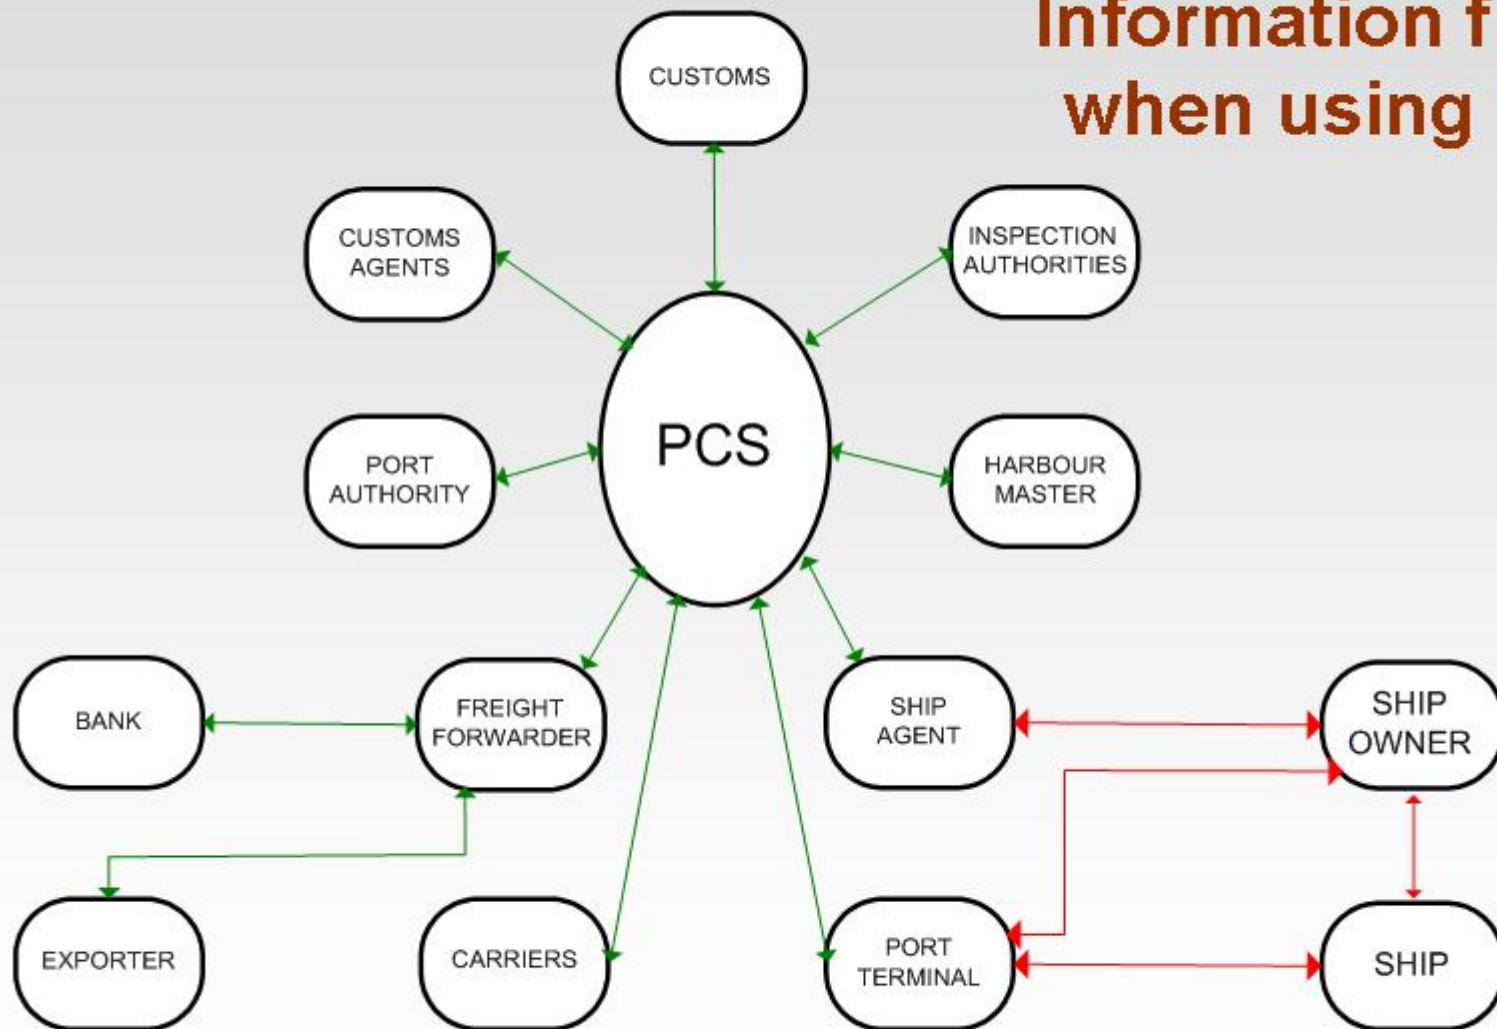 Information f
when using
CUSTOMS
CUSTOMS
AGENTS
INSPECTION
AUTHORITIES
PCS
PORT
AUTHORITY
HARBOUR
MASTER
BANK
FREIGHT
FORWARDER
SHIP
AGENT
SHIP
OWNER
EXPORTER
CARRIERS
PORT
TERMINAL
SHIP